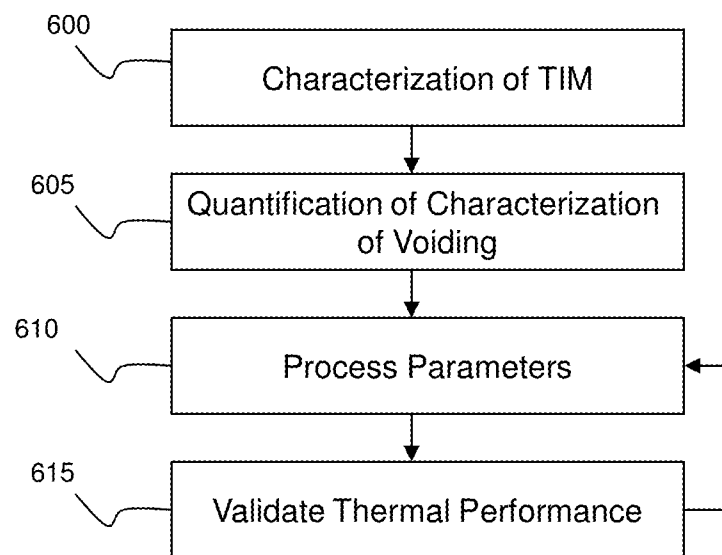 600
Characterization of TIM
605
Quantification of Characterization
of Voiding
610
Process Parameters
615
Validate Thermal Performance